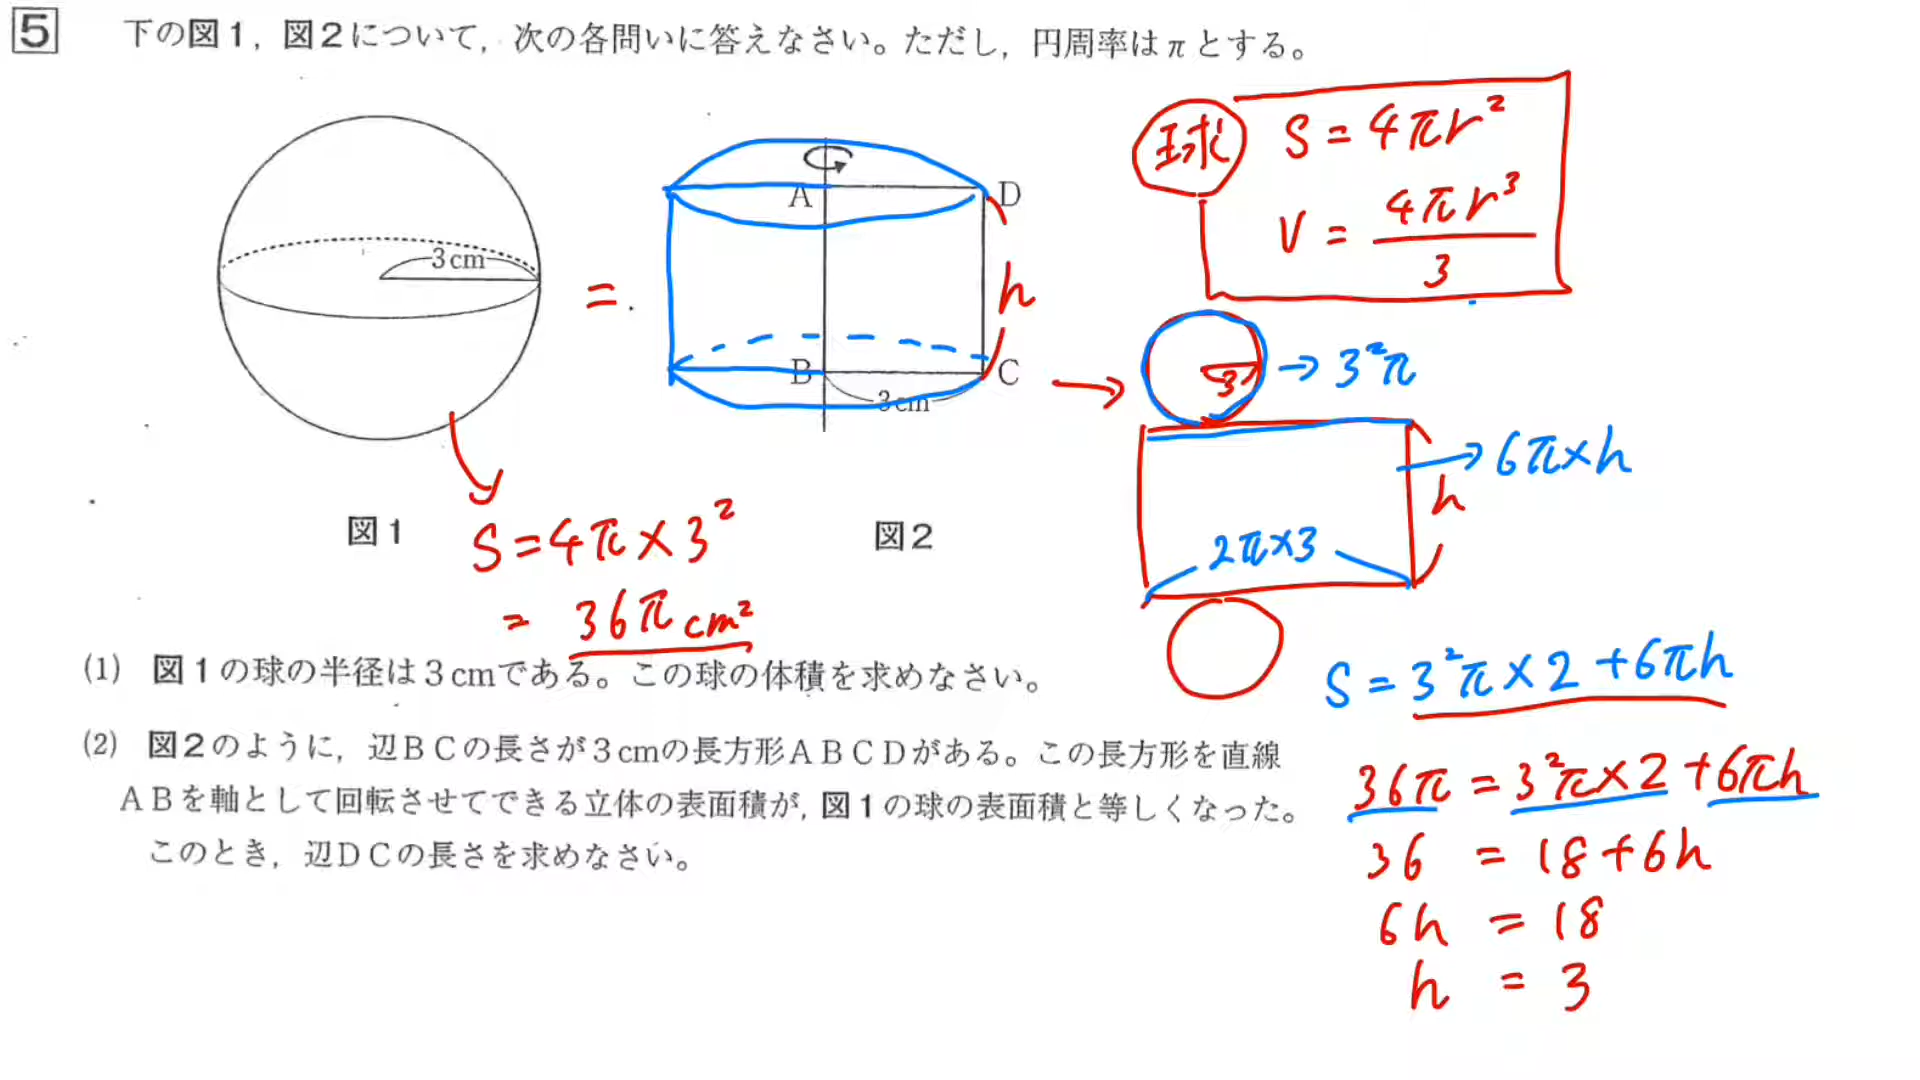 5 下の図1，図2について，次の各問いに答えなさい。ただし，円周率はπとする。
球 S = 4πr²
V = 4πr³/3
3cm
=
A
D
h
B
C
3cm
3 → 3²π
→ 6π×h
h
2π×3
図1
図2
S = 4π×3²
= 36π cm²
S = 3²π×2 + 6πh
(1) 図1の球の半径は3cmである。この球の体積を求めなさい。
(2) 図2のように，辺BCの長さが3cmの長方形ABCDがある。この長方形を直線
ABを軸として回転させてできる立体の表面積が，図1の球の表面積と等しくなった。
このとき，辺DCの長さを求めなさい。
36π = 3²π×2 + 6πh
36 = 18 + 6h
6h = 18
h = 3